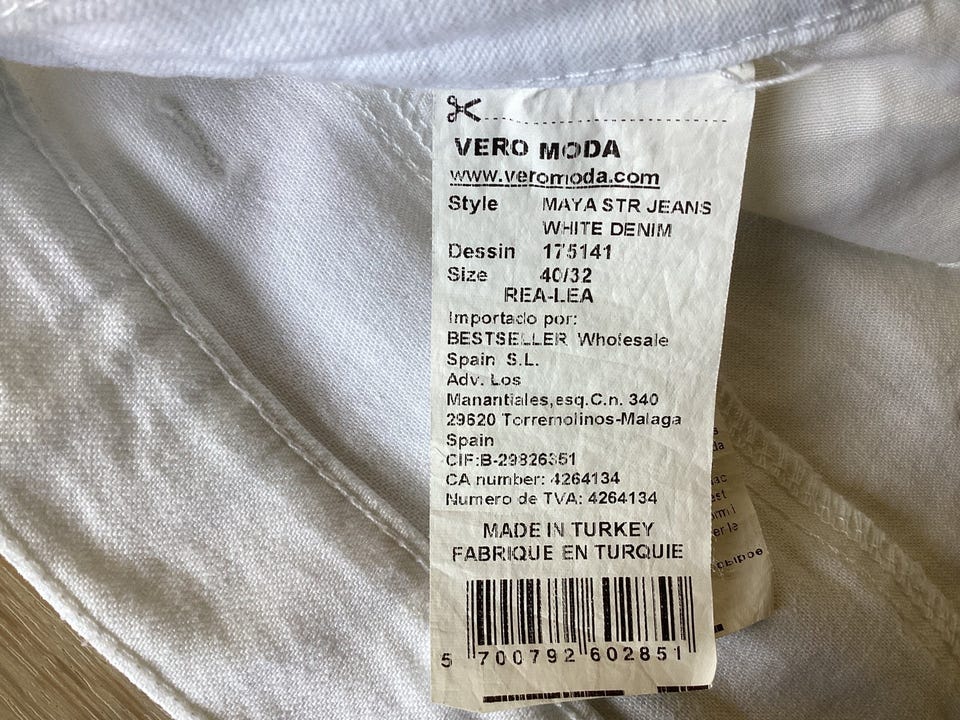 VERO MODA
www.veromoda.com
Style MAYA STR JEANS
WHITE DENIM
Dessin 175141
Size 40/32
REA-LEA
Importado por:
BESTSELLER Wholesale
Spain S.L.
Adv. Los
Manantiales,esq.C.n. 340
29620 Torremolinos-Malaga
Spain
CIF:B-29826351
CA number: 4264134
Numero de TVA: 4264134
MADE IN TURKEY
FABRIQUE EN TURQUIE
5 700792 602851